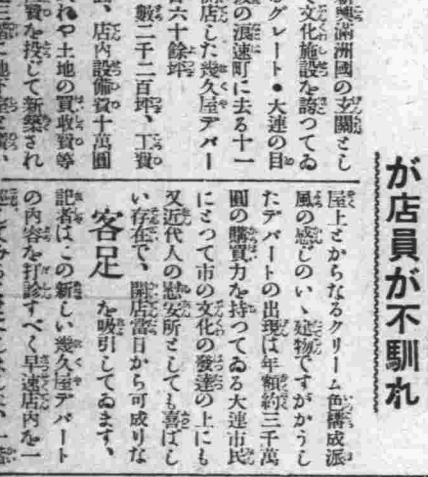 が店員が不馴れ
新興滿洲國の玄關とし
て文化施設を誇つてゐ
グレート・大連の目
の浪速町に去る十一
開店した幾久屋デパー
六十餘坪
數二千二百坪、工費
、店内設備費十萬圓
れや土地の買收費等
費を投じて新築され
屋上とからなるクリーム色構成派
風の感じのいゝ建物ですがかうし
たデパートの出現は年額約三千萬
圓の購買力を持つてゐる大連市民
にとつて市の文化の發達の上にも
又近代人の慰安所としても喜ばし
い存在で、開店當日から可成りな
客足を吸引してゐます、
記者はこの新しい幾久屋デパート
の内容を打診すべく早速店内を一